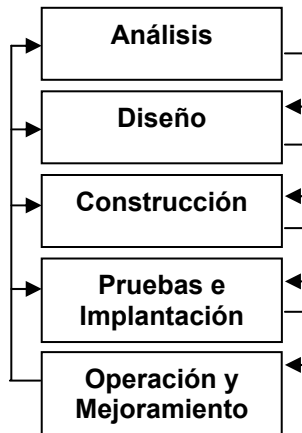 Análisis
Diseño
Construcción
Pruebas e
Implantación
Operación y
Mejoramiento